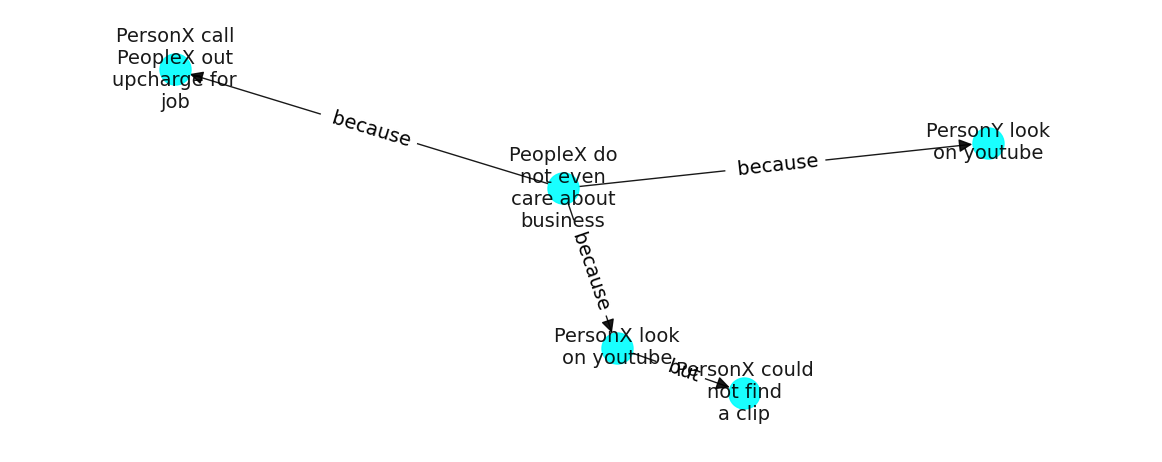 PersonX call
PeopleX out
upcharge for
job
because
PersonY look
on youtube
because
PeopleX do
not even
care about
business
because
PersonX look
on youtube
but
PersonX could
not find
a clip